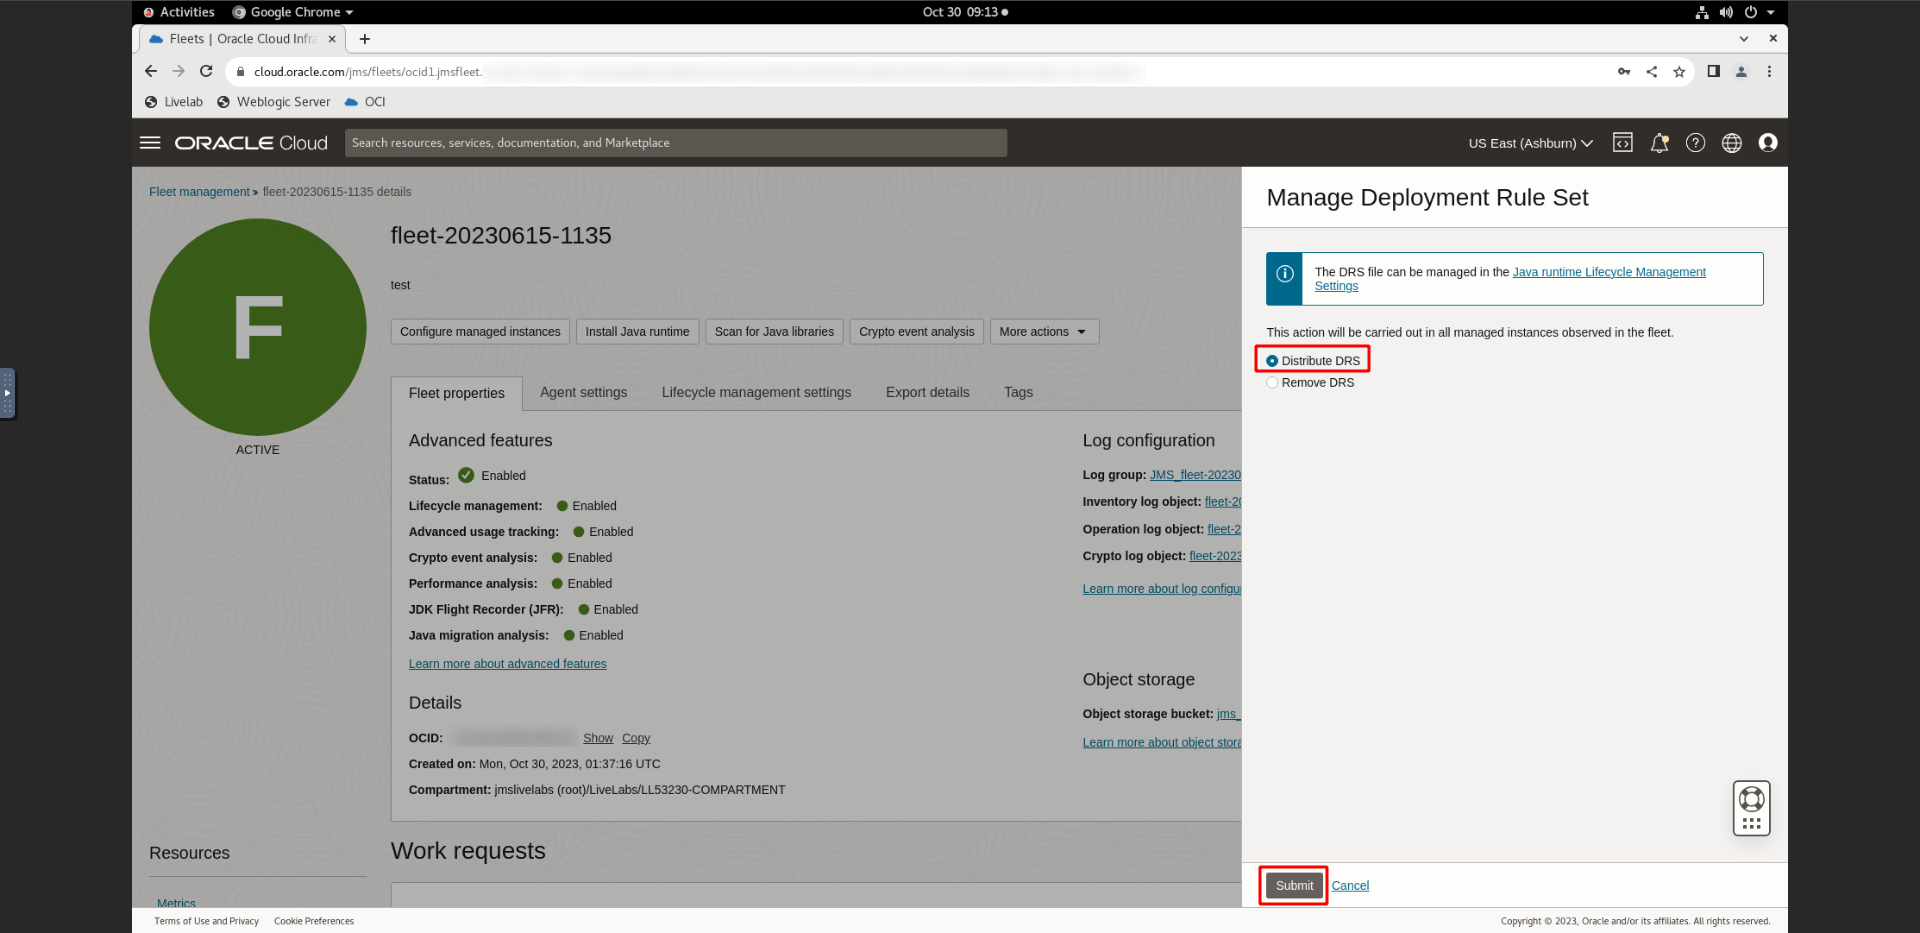 Activities
Google Chrome
Oct 30 09:13
Fleets | Oracle Cloud Infra
cloud.oracle.com/jms/fleets/ocid1.jmsfleet.
Livelab
Weblogic Server
OCI
ORACLE Cloud
Search resources, services, documentation, and Marketplace
US East (Ashburn)
Fleet management » fleet-20230615-1135 details
F
ACTIVE
fleet-20230615-1135
test
Configure managed instances
Install Java runtime
Scan for Java libraries
Crypto event analysis
More actions
Fleet properties
Agent settings
Lifecycle management settings
Export details
Tags
Advanced features
Status: Enabled
Lifecycle management: Enabled
Advanced usage tracking: Enabled
Crypto event analysis: Enabled
Performance analysis: Enabled
JDK Flight Recorder (JFR): Enabled
Java migration analysis: Enabled
Learn more about advanced features
Details
OCID: Show Copy
Created on: Mon, Oct 30, 2023, 01:37:16 UTC
Compartment: jmslivelabs (root)/LiveLabs/LL53230-COMPARTMENT
Log configuration
Log group: JMS_fleet-20230
Inventory log object: fleet-20
Operation log object: fleet-2
Crypto log object: fleet-2023
Learn more about log configu
Object storage
Object storage bucket: jms_
Learn more about object stora
Resources
Metrics
Work requests
Manage Deployment Rule Set
The DRS file can be managed in the Java runtime Lifecycle Management
Settings
This action will be carried out in all managed instances observed in the fleet.
Distribute DRS
Remove DRS
Submit
Cancel
Terms of Use and Privacy
Cookie Preferences
Copyright © 2023, Oracle and/or its affiliates. All rights reserved.